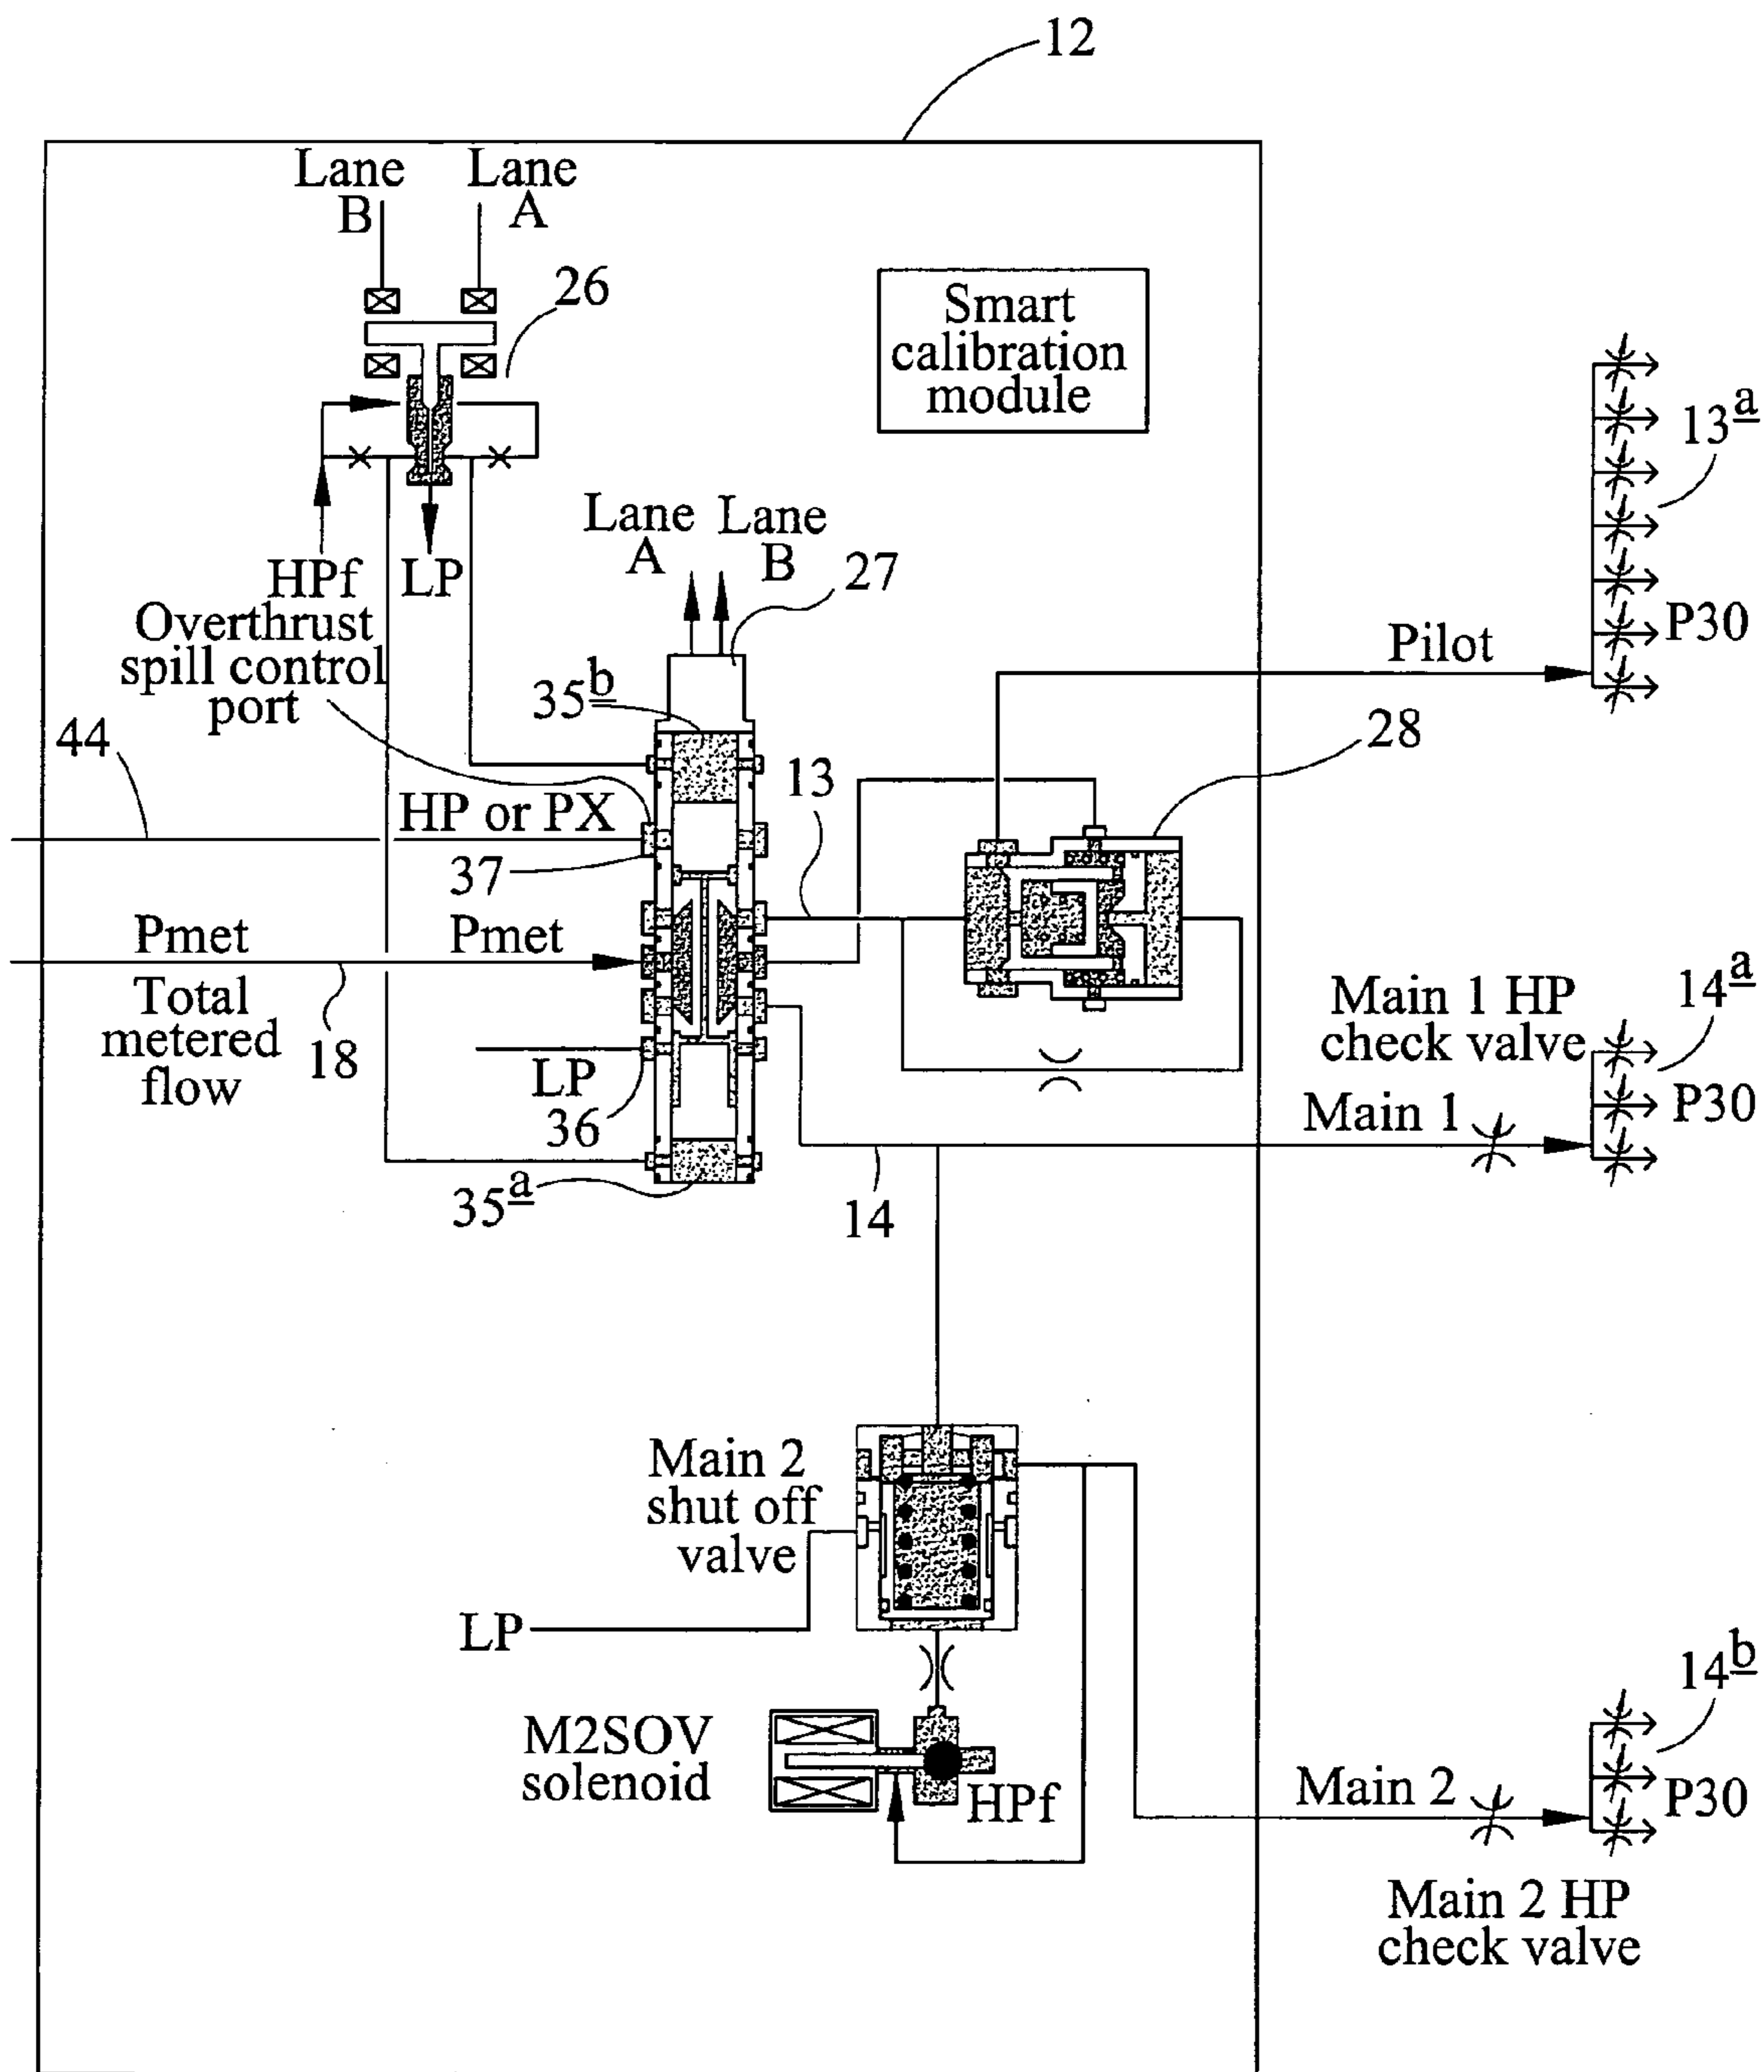 12
Lane
B
Lane
A
26
Smart
calibration
module
13a
HPf
LP
Lane
A
Lane
B
27
Overthrust
spill control
port
35b
Pilot
P30
44
HP or PX
37
13
28
Pmet
Pmet
Total
metered
flow
18
LP
36
35a
14
Main 1 HP
check valve
14a
Main 1
P30
Main 2
shut off
valve
LP
M2SOV
solenoid
HPf
14b
Main 2
P30
Main 2 HP
check valve